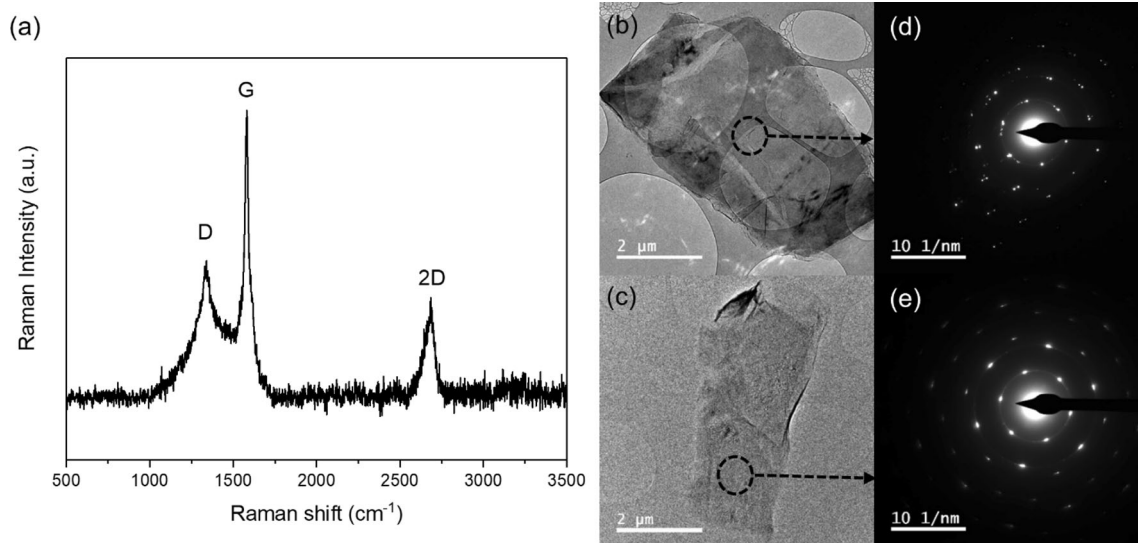 (a)
G
D
2D
Raman Intensity (a.u.)
500 1000 1500 2000 2500 3000 3500
Raman shift (cm⁻¹)
(b)
2 µm
(c)
2 µm
(d)
10 1/nm
(e)
10 1/nm